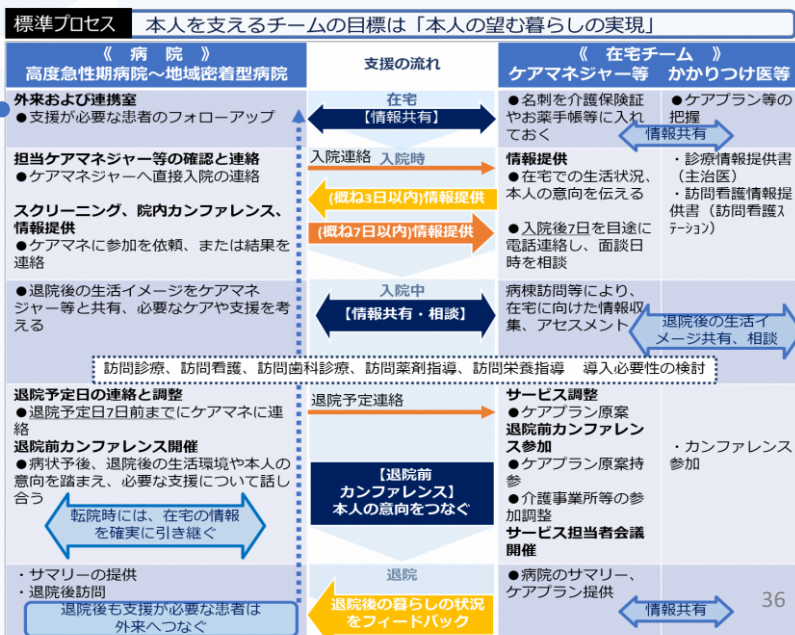 標準プロセス
本人を支えるチームの目標は「本人の望む暮らしの実現」
《 病 院 》
高度急性期病院～地域密着型病院
支援の流れ
《 在宅チーム 》
ケアマネジャー等 かかりつけ医等
外来および連携室
●支援が必要な患者のフォローアップ
在宅
【情報共有】
●名刺を介護保険証
やお薬手帳等に入れ
ておく
●ケアプラン等の
把握
情報共有
担当ケアマネジャー等の確認と連絡
●ケアマネジャーへ直接入院の連絡
スクリーニング、院内カンファレンス、
情報提供
●ケアマネに参加を依頼、または結果を
連絡
入院連絡 入院時
(概ね3日以内)情報提供
(概ね7日以内)情報提供
情報提供
●在宅での生活状況、
本人の意向を伝える
●入院後7日を目途に
電話連絡し、面談日
時を相談
・診療情報提供書
（主治医）
・訪問看護情報提
供書（訪問看護ｽ
ﾃｰｼｮﾝ）
●退院後の生活イメージをケアマネ
ジャー等と共有、必要なケアや支援を考
える
入院中
【情報共有・相談】
病棟訪問等により、
在宅に向けた情報収
集、アセスメント
退院後の生活イ
メージ共有、相談
訪問診療、訪問看護、訪問歯科診療、訪問薬剤指導、訪問栄養指導 導入必要性の検討
退院予定日の連絡と調整
●退院予定日7日前までにケアマネに連
絡
退院前カンファレンス開催
●病状予後、退院後の生活環境や本人の
意向を踏まえ、必要な支援について話し
合う
転院時には、在宅の情報
を確実に引き継ぐ
退院予定連絡
【退院前
カンファレンス】
本人の意向をつなぐ
サービス調整
●ケアプラン原案
退院前カンファレン
ス参加
●ケアプラン原案持
参
●介護事業所等の参
加調整
サービス担当者会議
開催
・カンファレンス
参加
・サマリーの提供
・退院後訪問
退院後も支援が必要な患者は
外来へつなぐ
退院
退院後の暮らしの状況
をフィードバック
●病院のサマリー、
ケアプラン提供
情報共有
36